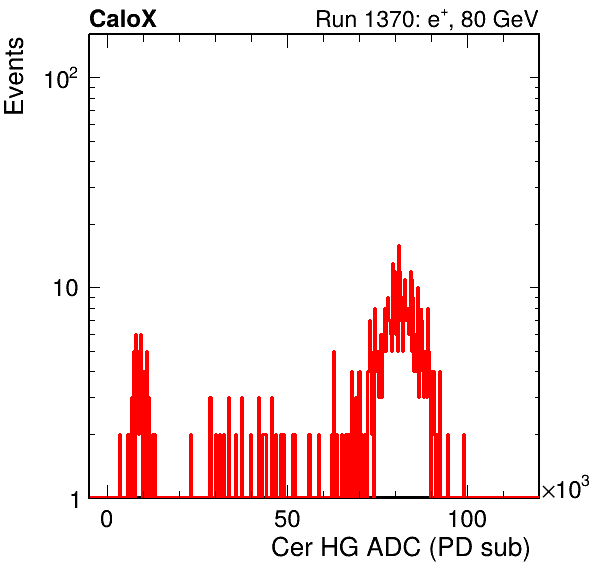 CaloX Run 1370: e⁺, 80 GeV
Events
10²
10
1
0 50 100 ×10³
Cer HG ADC (PD sub)